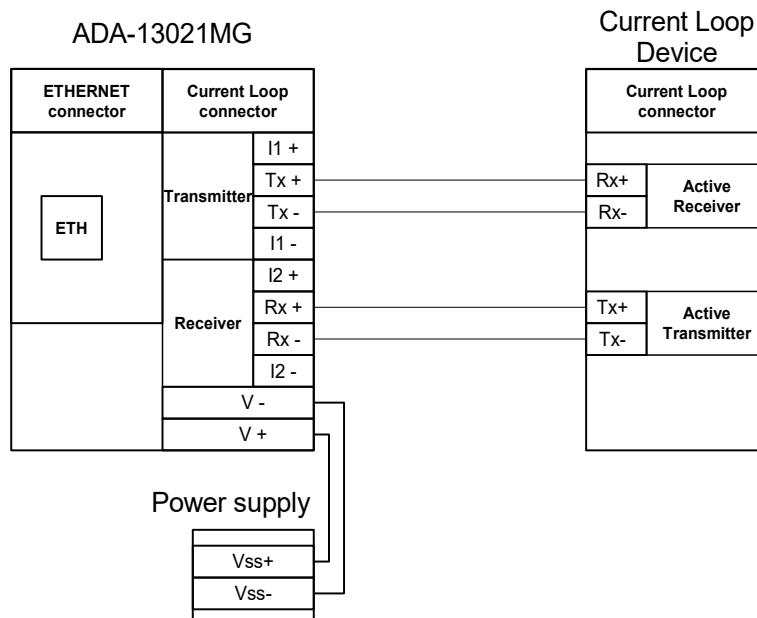 ADA-13021MG
Current Loop
Device
ETHERNET
connector
Current Loop
connector
Current Loop
connector
I1 +
Transmitter
Tx +
Tx -
I1 -
ETH
Rx+
Rx-
Active
Receiver
I2 +
Receiver
Rx +
Rx -
I2 -
Tx+
Tx-
Active
Transmitter
V -
V +
Power supply
Vss+
Vss-